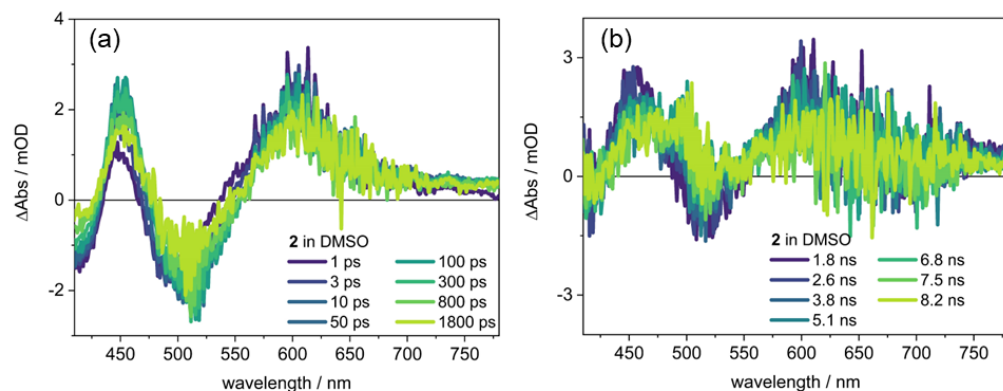 (a)
4
2
0
-2
ΔAbs / mOD
2 in DMSO
1 ps
3 ps
10 ps
50 ps
100 ps
300 ps
800 ps
1800 ps
450 500 550 600 650 700 750
wavelength / nm
(b)
3
0
-3
ΔAbs / mOD
2 in DMSO
1.8 ns
2.6 ns
3.8 ns
5.1 ns
6.8 ns
7.5 ns
8.2 ns
450 500 550 600 650 700 750
wavelength / nm